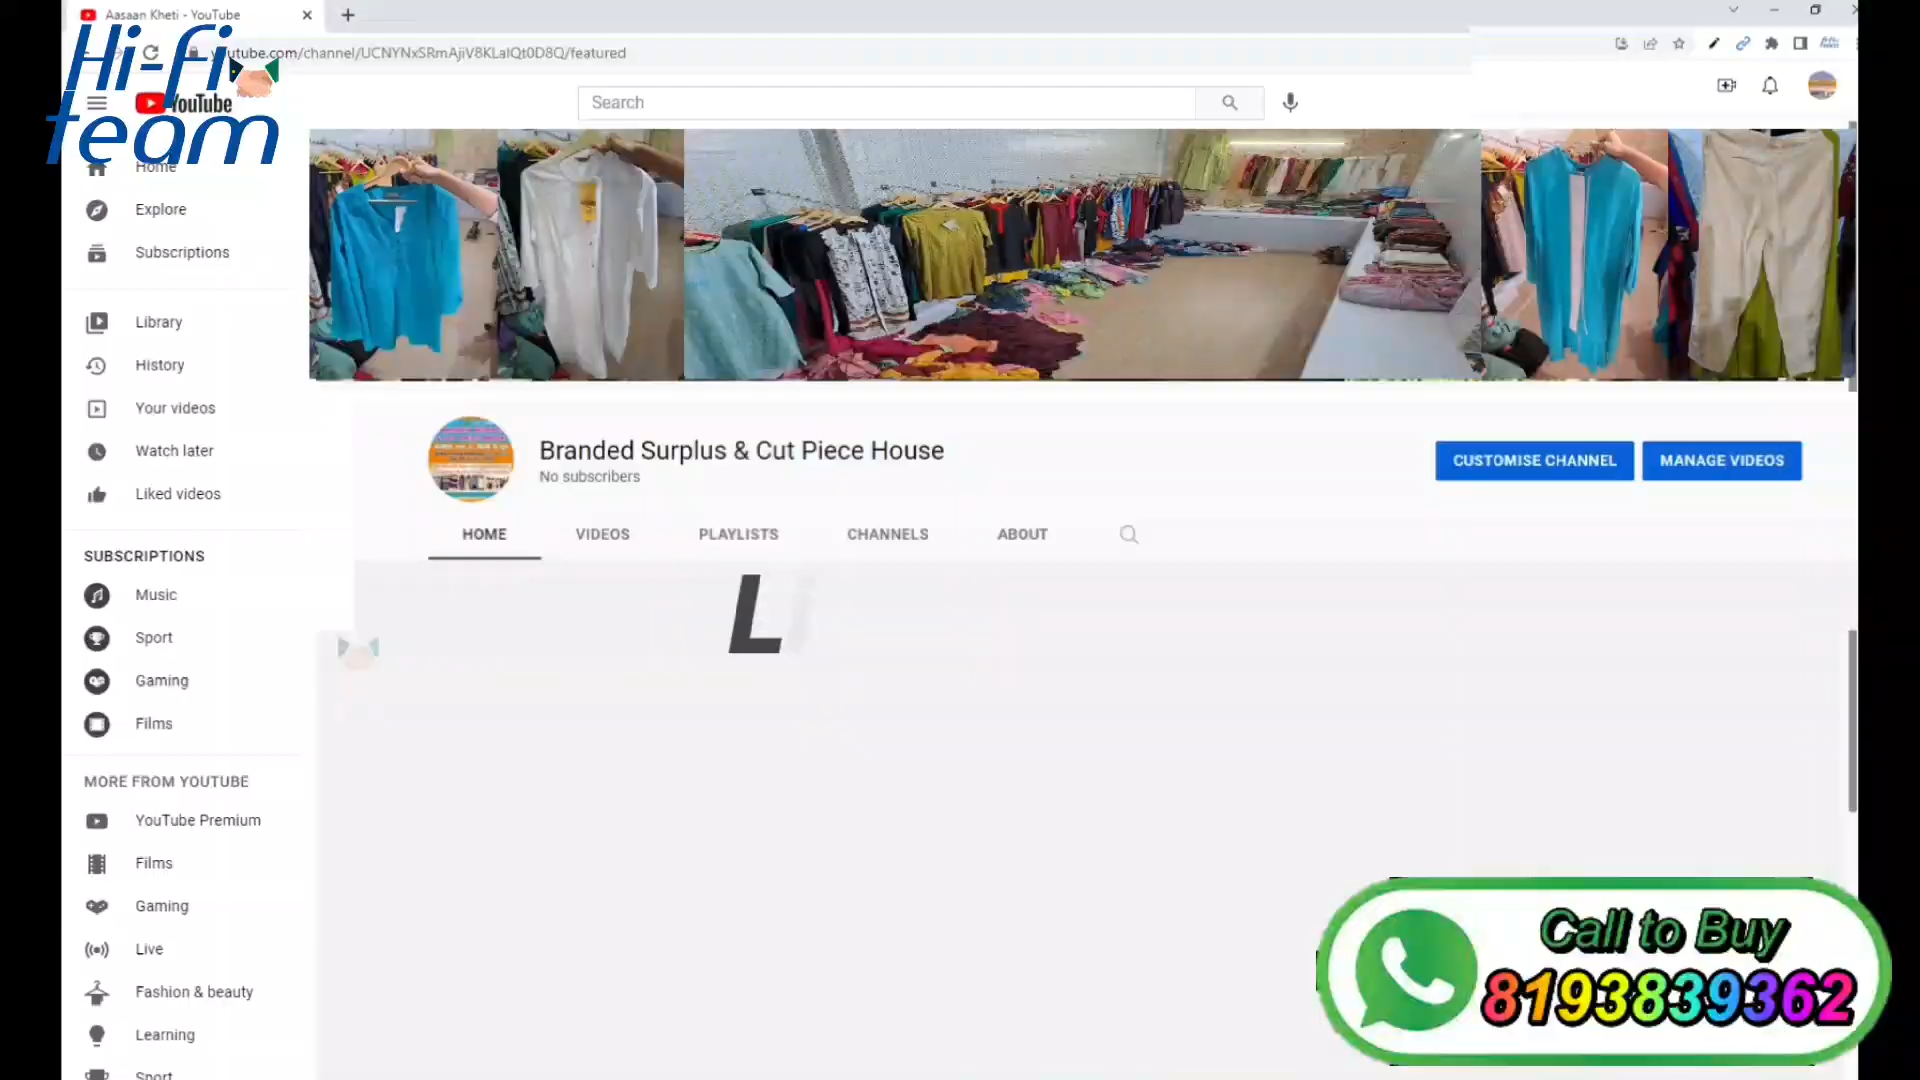 Aasaan Kheti - YouTube
youtube.com/channel/UCNYNxSRmAjiV8KLaIQt0D8Q/featured
Hi-fi
team
YouTube
Search
Home
Explore
Subscriptions
Library
History
Your videos
Watch later
Liked videos
SUBSCRIPTIONS
Music
Sport
Gaming
Films
MORE FROM YOUTUBE
YouTube Premium
Films
Gaming
Live
Fashion & beauty
Learning
Sport
Branded Surplus & Cut Piece House
No subscribers
CUSTOMISE CHANNEL
MANAGE VIDEOS
HOME
VIDEOS
PLAYLISTS
CHANNELS
ABOUT
L
Call to Buy
8193839362